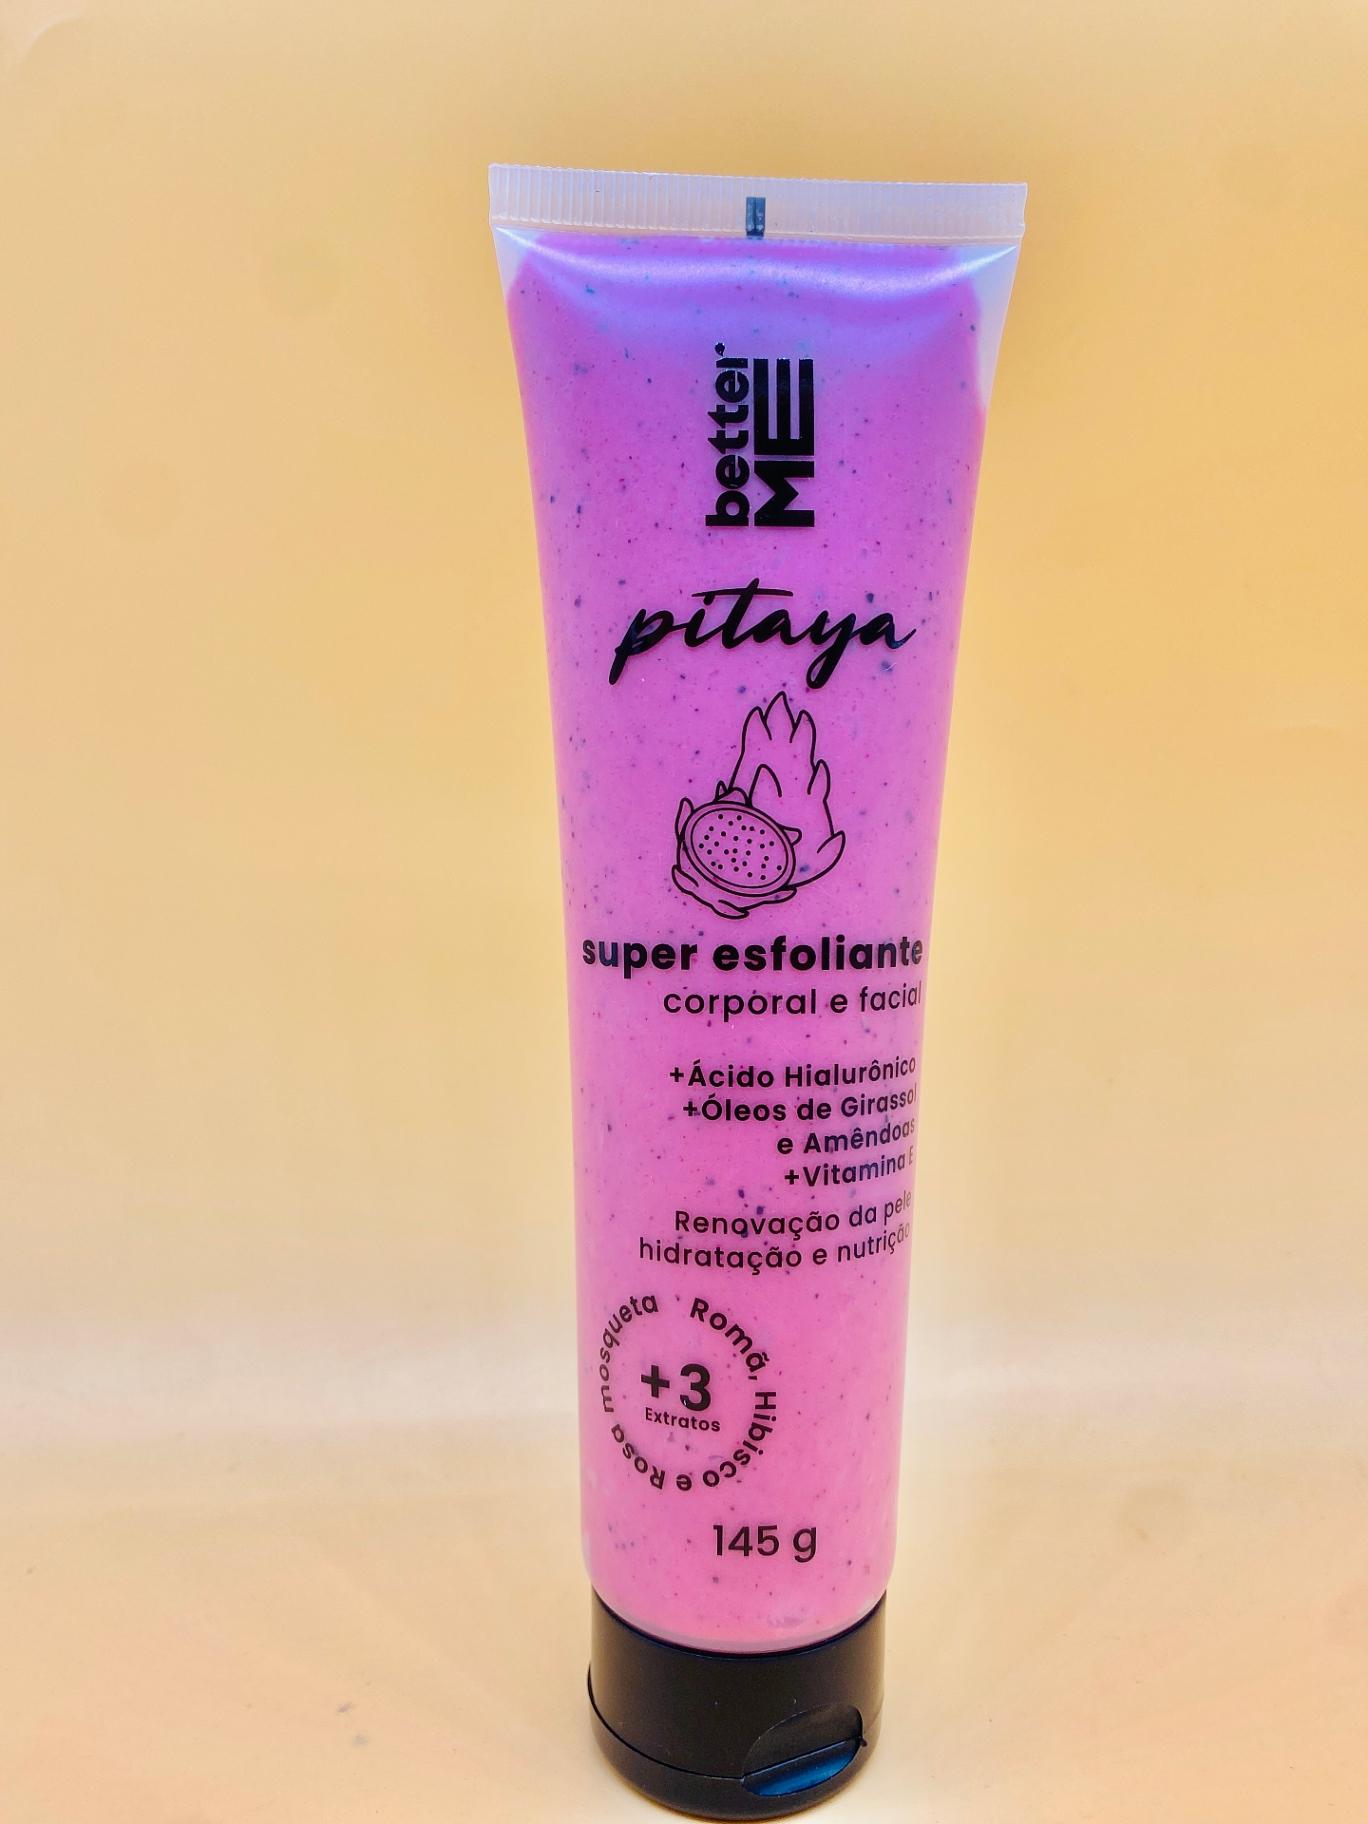 better
ME
pitaya
super esfoliante
corporal e facial
+Ácido Hialurônico
+Óleos de Girassol
e Amêndoas
+Vitamina E
Renovação da pele
hidratação e nutrição
Romã, Hibisco e Rosa mosqueta
+3
Extratos
145 g